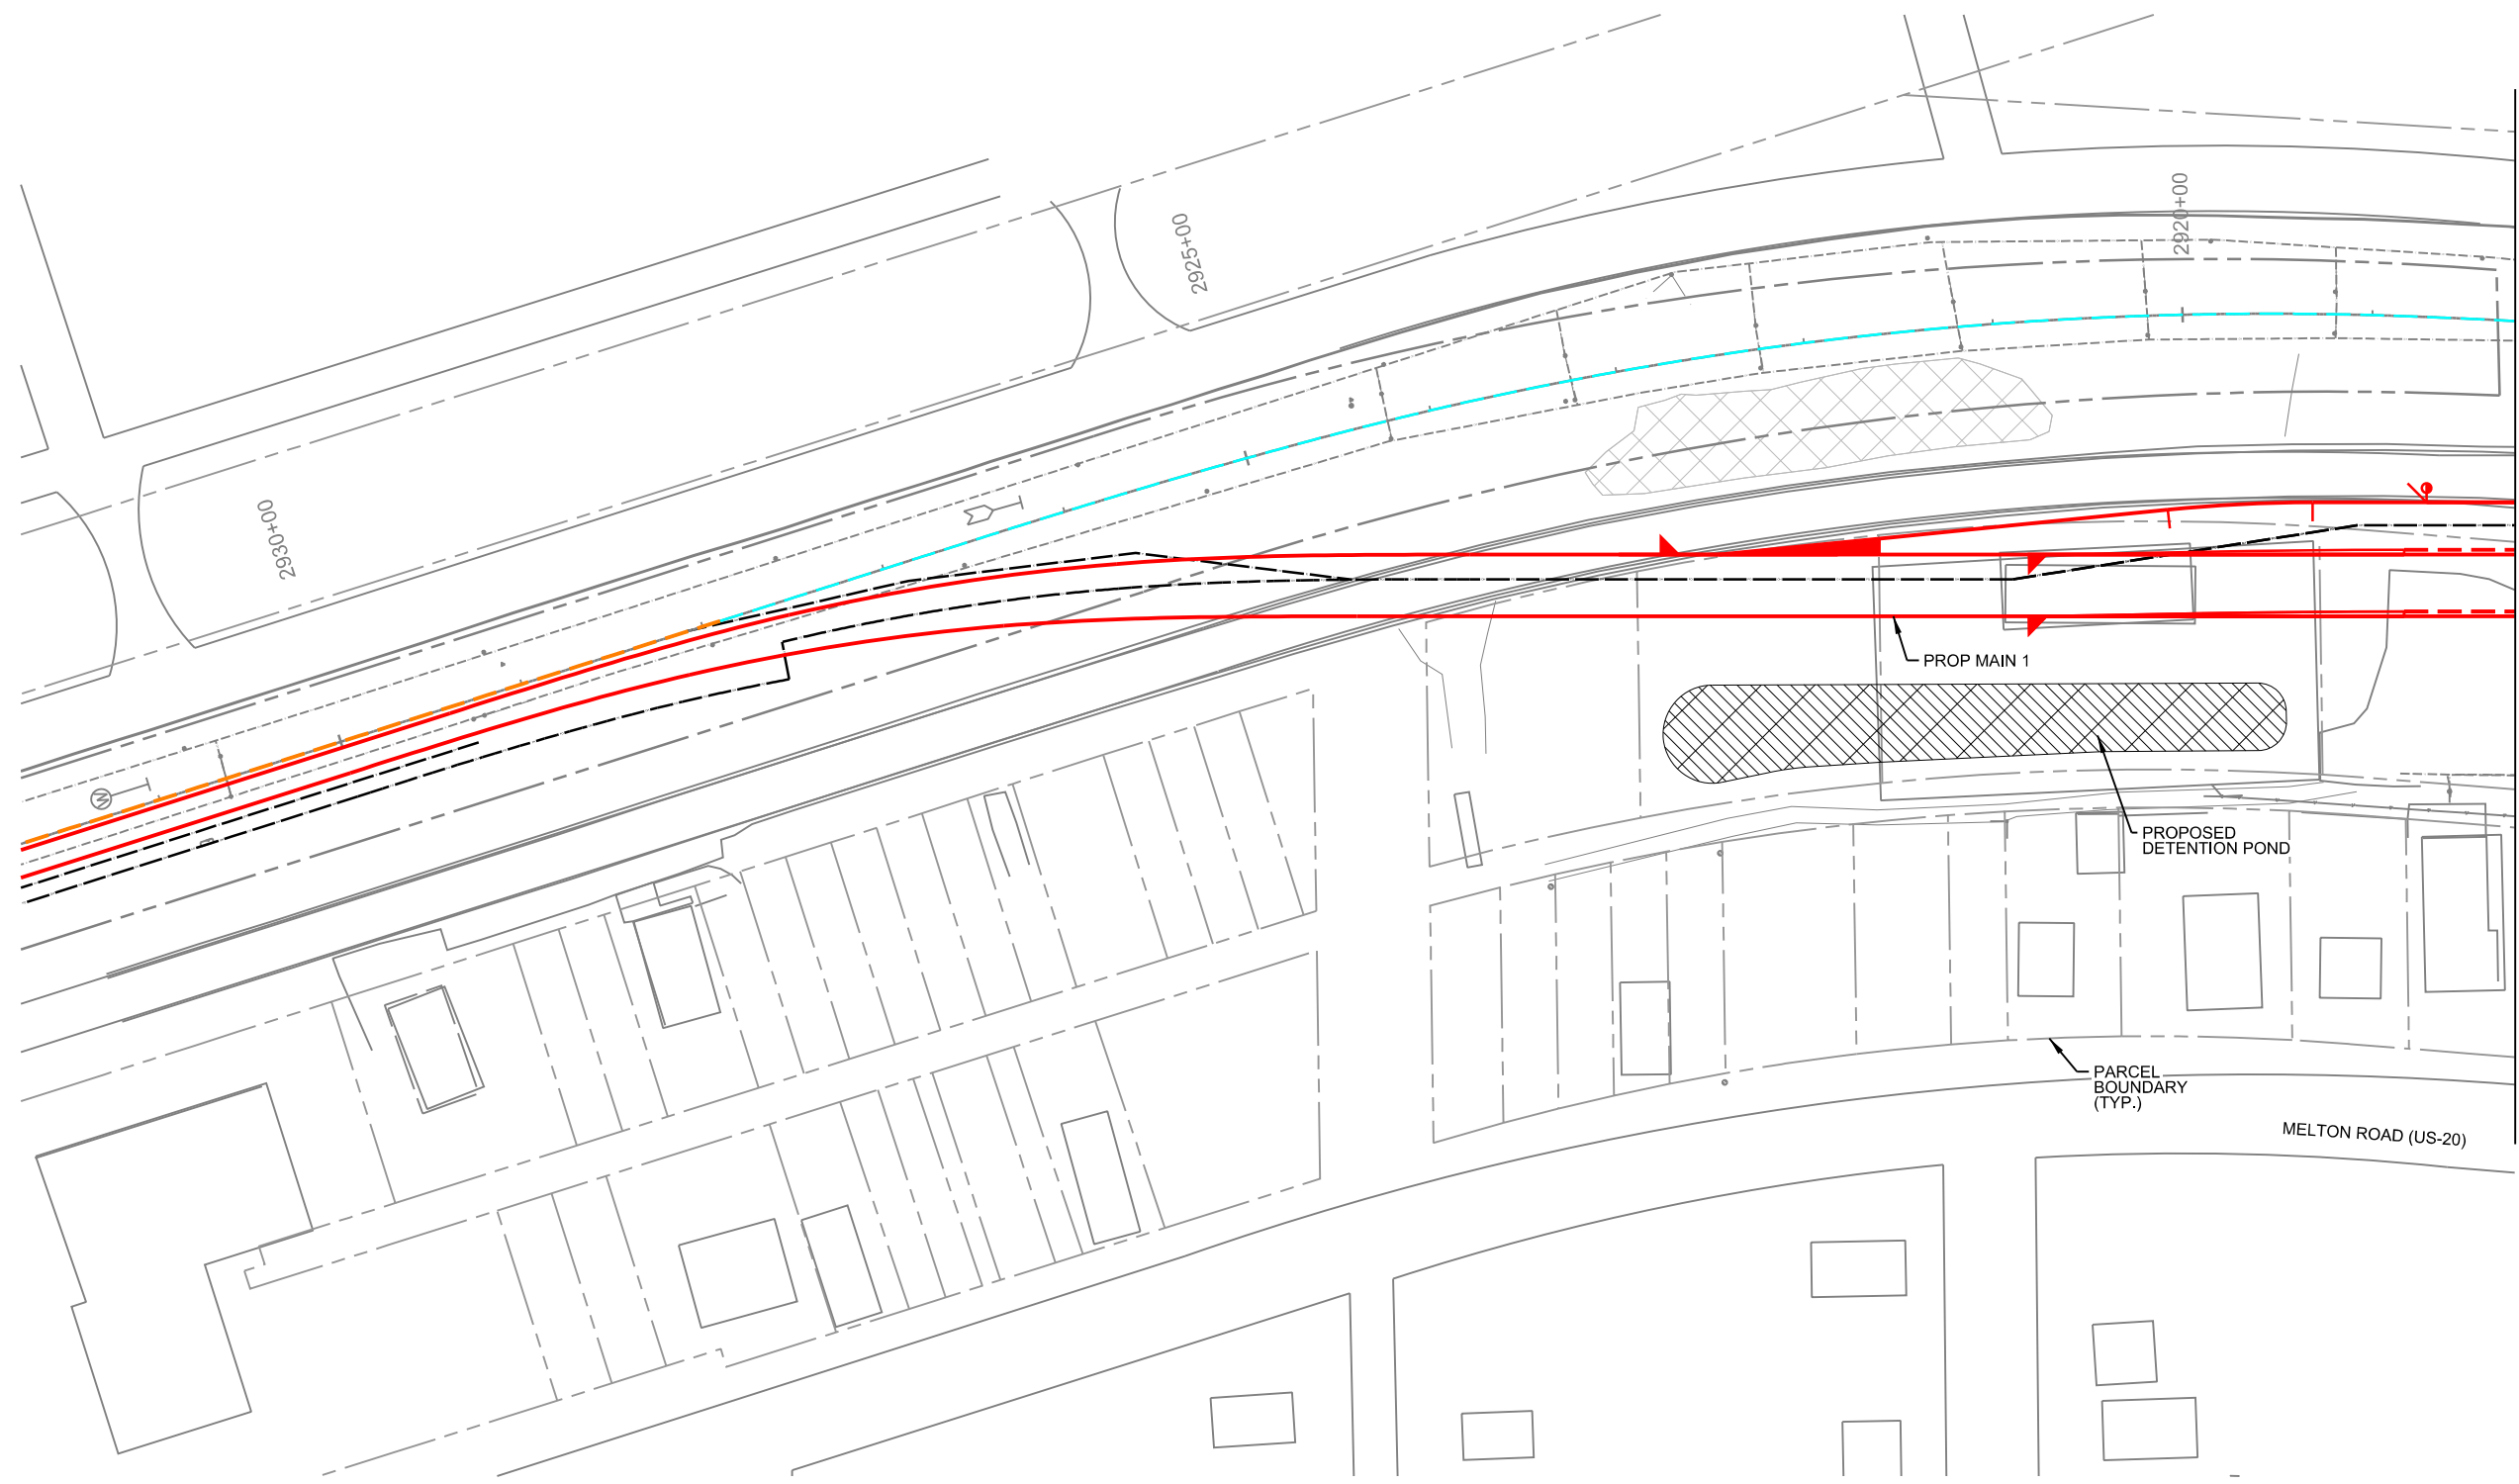 2920+00
2925+00
2930+00
W
PROP MAIN 1
PROPOSED
DETENTION POND
PARCEL
BOUNDARY
(TYP.)
MELTON ROAD (US-20)